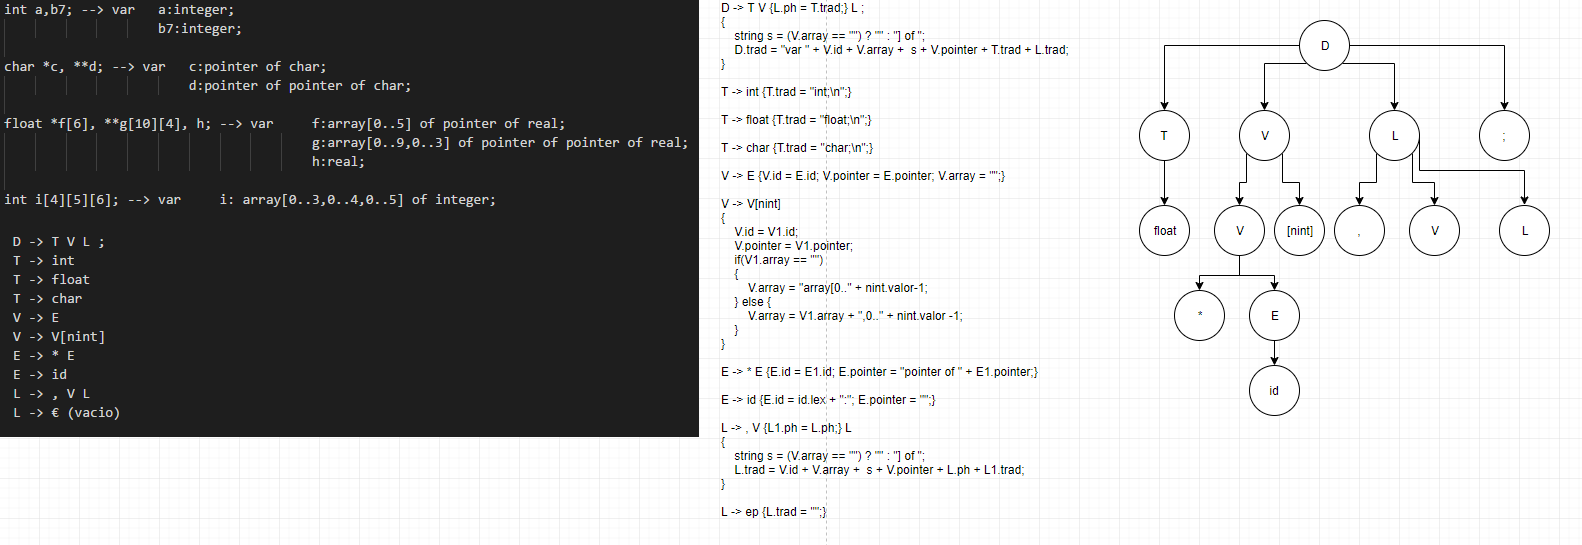 int a,b7; --> var   a:integer;
                    b7:integer;
char *c, **d; --> var   c:pointer of char;
                        d:pointer of pointer of char;
float *f[6], **g[10][4], h; --> var     f:array[0..5] of pointer of real;
                                        g:array[0..9,0..3] of pointer of pointer of real;
                                        h:real;
int i[4][5][6]; --> var     i: array[0..3,0..4,0..5] of integer;
D -> T V L ;
T -> int
T -> float
T -> char
V -> E
V -> V[nint]
E -> * E
E -> id
L -> , V L
L -> € (vacio)
D -> T V {L.ph = T.trad;} L ;
{
    string s = (V.array == "") ? "" : "] of ";
    D.trad = "var " + V.id + V.array +  s + V.pointer + T.trad + L.trad;
}
T -> int {T.trad = "int;\n";}
T -> float {T.trad = "float;\n";}
T -> char {T.trad = "char;\n";}
V -> E {V.id = E.id; V.pointer = E.pointer; V.array = "";}
V -> V[nint]
{
    V.id = V1.id;
    V.pointer = V1.pointer;
    if(V1.array == "")
    {
        V.array = "array[0.." + nint.valor-1;
    } else {
        V.array = V1.array + ",0.." + nint.valor -1;
    }
}
E -> * E {E.id = E1.id; E.pointer = "pointer of " + E1.pointer;}
E -> id {E.id = id.lex + ":"; E.pointer = "";}
L -> , V {L1.ph = L.ph;} L
{
    string s = (V.array == "") ? "" : "] of ";
    L.trad = V.id + V.array +  s + V.pointer + L.ph + L1.trad;
}
L -> ep {L.trad = "";}
D
T V L ;
float V [nint] , V L
* E
id